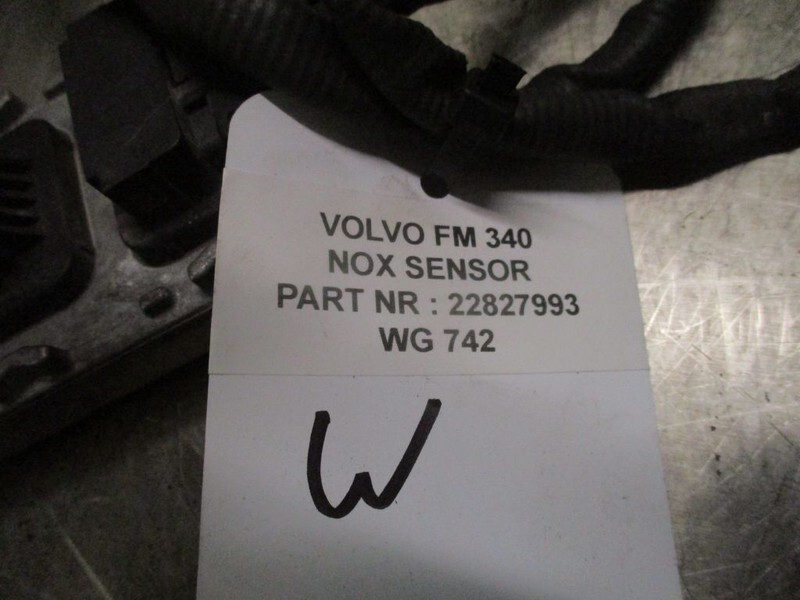 VOLVO FM 340
NOX SENSOR
PART NR : 22827993
WG 742
W